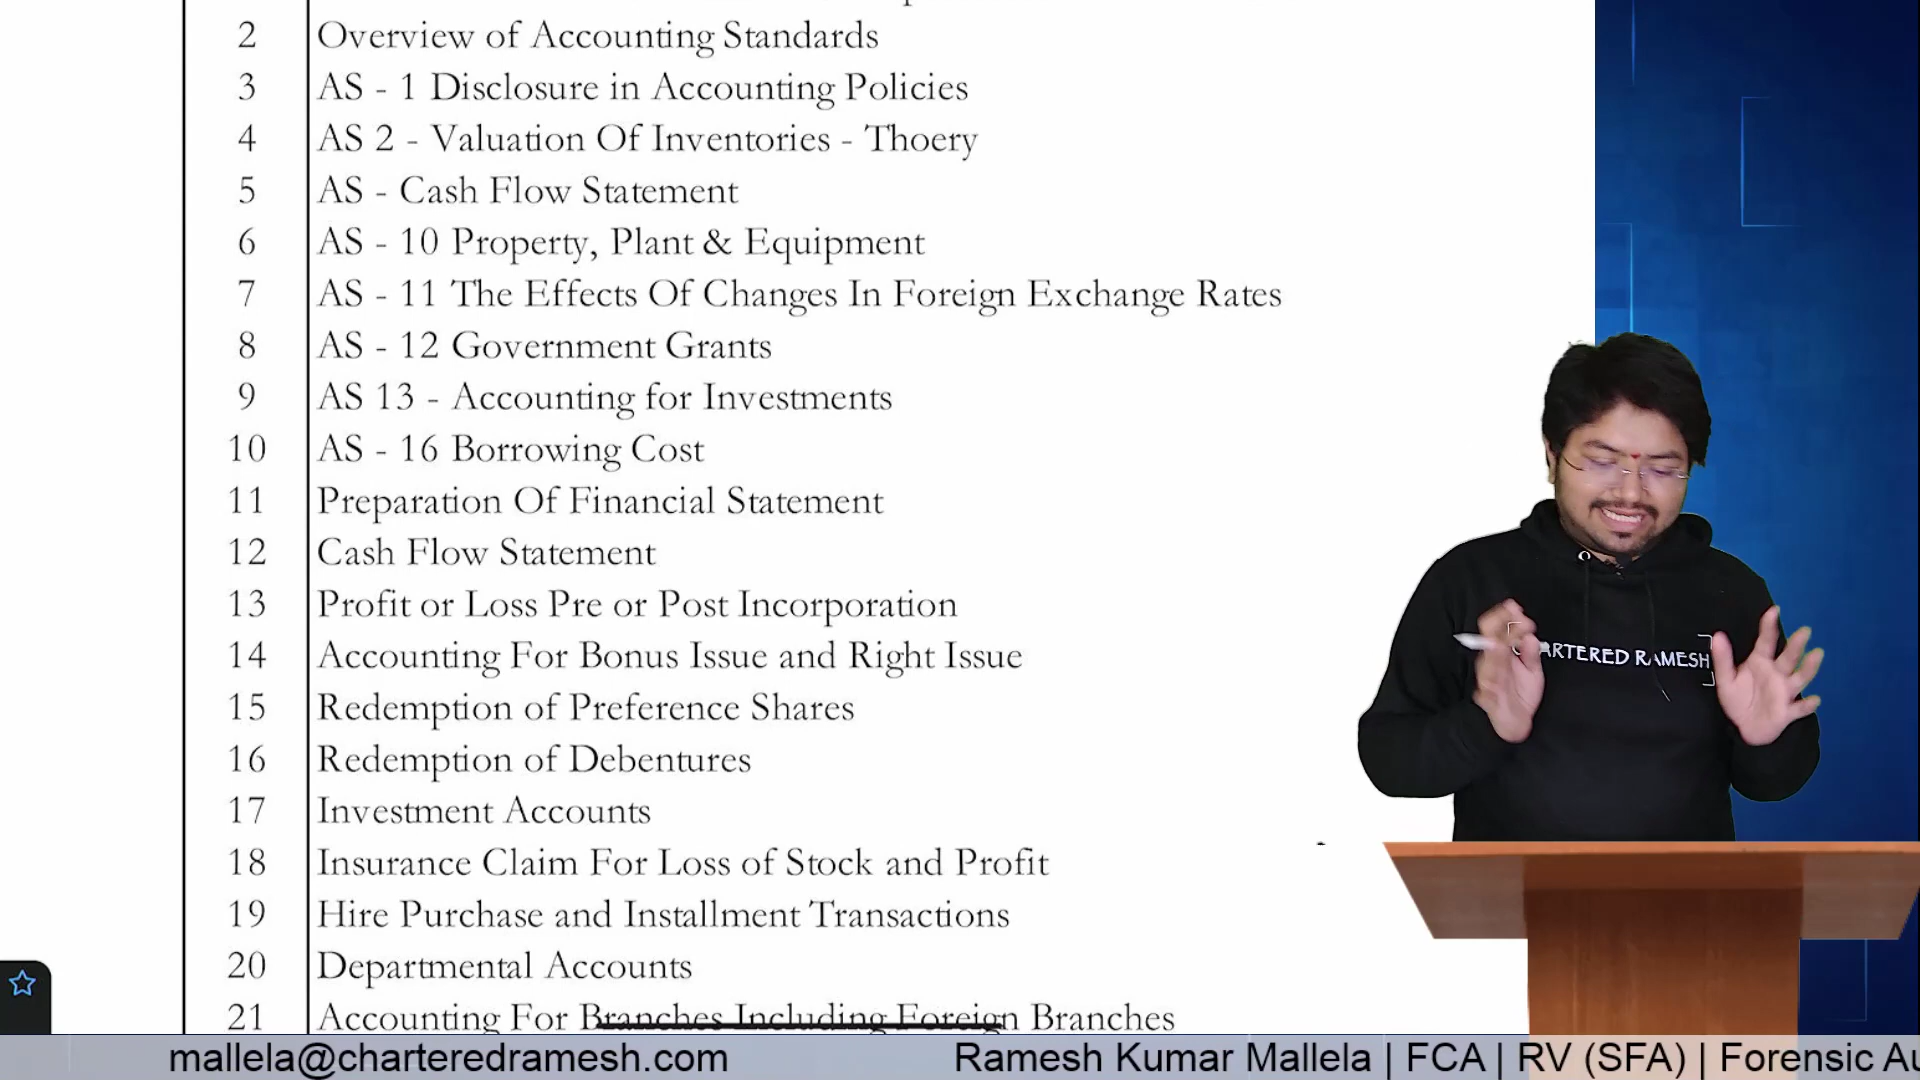 2 Overview of Accounting Standards
3 AS - 1 Disclosure in Accounting Policies
4 AS 2 - Valuation Of Inventories - Thoery
5 AS - Cash Flow Statement
6 AS - 10 Property, Plant & Equipment
7 AS - 11 The Effects Of Changes In Foreign Exchange Rates
8 AS - 12 Government Grants
9 AS 13 - Accounting for Investments
10 AS - 16 Borrowing Cost
11 Preparation Of Financial Statement
12 Cash Flow Statement
13 Profit or Loss Pre or Post Incorporation
14 Accounting For Bonus Issue and Right Issue
15 Redemption of Preference Shares
16 Redemption of Debentures
17 Investment Accounts
18 Insurance Claim For Loss of Stock and Profit
19 Hire Purchase and Installment Transactions
20 Departmental Accounts
21 Accounting For Branches Including Foreign Branches
ARTERED RAMESH
mallela@charteredramesh.com Ramesh Kumar Mallela | FCA | RV (SFA) | Forensic Au